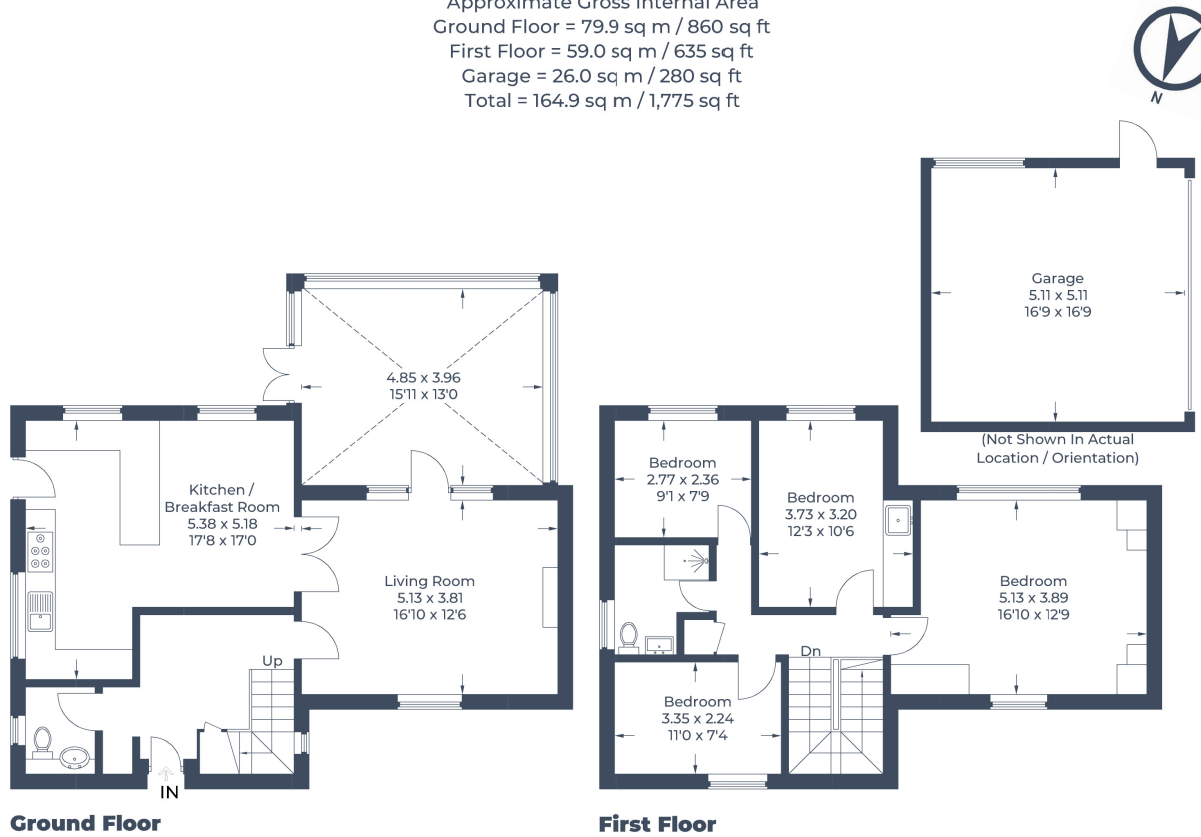 Approximate Gross Internal Area
Ground Floor = 79.9 sq m / 860 sq ft
First Floor = 59.0 sq m / 635 sq ft
Garage = 26.0 sq m / 280 sq ft
Total = 164.9 sq m / 1,775 sq ft
N
Garage
5.11 x 5.11
16'9 x 16'9
(Not Shown In Actual
Location / Orientation)
4.85 x 3.96
15'11 x 13'0
Kitchen /
Breakfast Room
5.38 x 5.18
17'8 x 17'0
Living Room
5.13 x 3.81
16'10 x 12'6
Up
IN
Ground Floor
Bedroom
2.77 x 2.36
9'1 x 7'9
Bedroom
3.73 x 3.20
12'3 x 10'6
Bedroom
5.13 x 3.89
16'10 x 12'9
Dn
Bedroom
3.35 x 2.24
11'0 x 7'4
First Floor